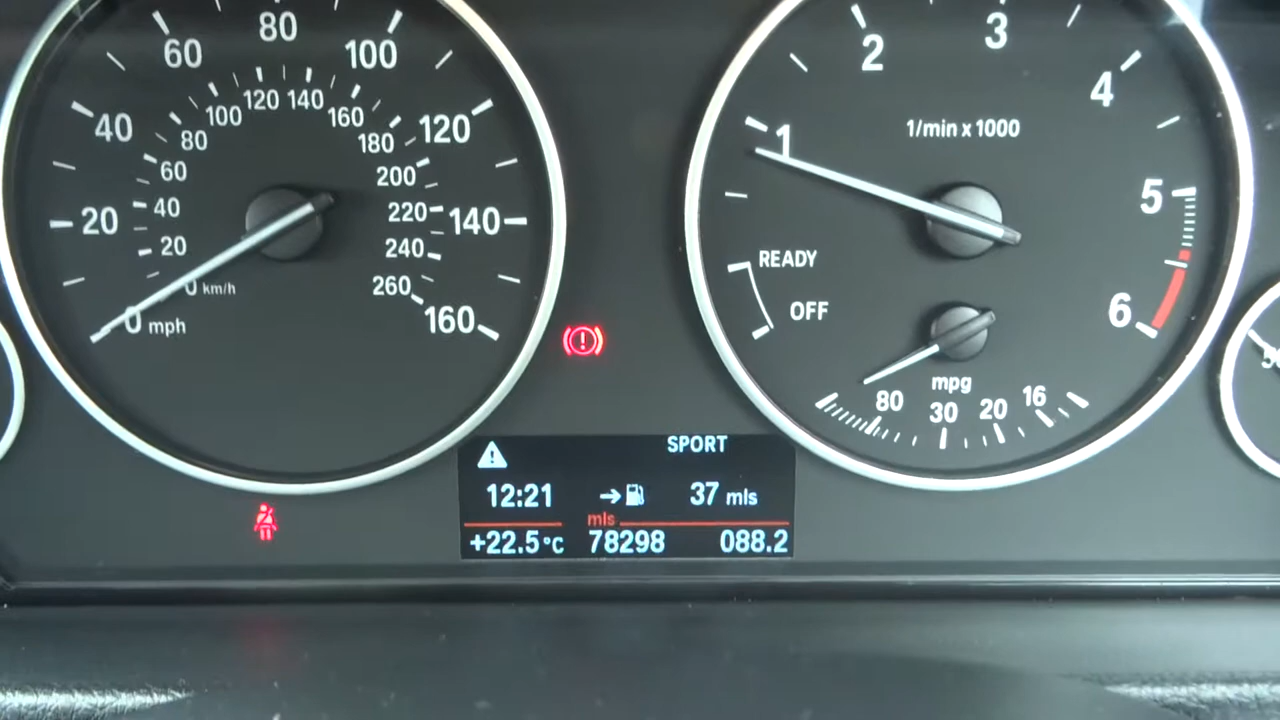 20 40 60 80 100 120 140 160
20 40 60 80 100 120 140 160 180 200 220 240 260
0 km/h
0 mph
1 2 3 4 5 6
1/min x 1000
READY
OFF
mpg
80 30 20 16
SPORT
12:21 37 mls
mls
+22.5°C 78298 088.2